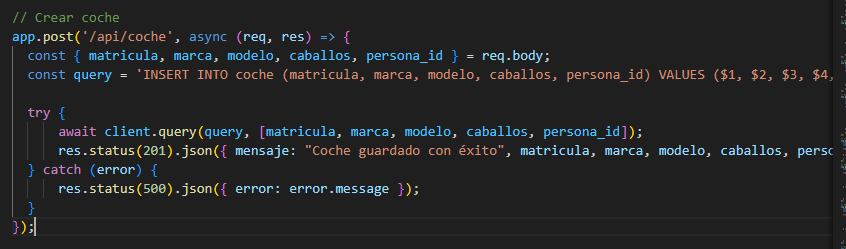 // Crear coche
app.post('/api/coche', async (req, res) => {
const { matricula, marca, modelo, caballos, persona_id } = req.body;
const query = 'INSERT INTO coche (matricula, marca, modelo, caballos, persona_id) VALUES ($1, $2, $3, $4,
try {
await client.query(query, [matricula, marca, modelo, caballos, persona_id]);
res.status(201).json({ mensaje: "Coche guardado con éxito", matricula, marca, modelo, caballos, perso
} catch (error) {
res.status(500).json({ error: error.message });
}
});